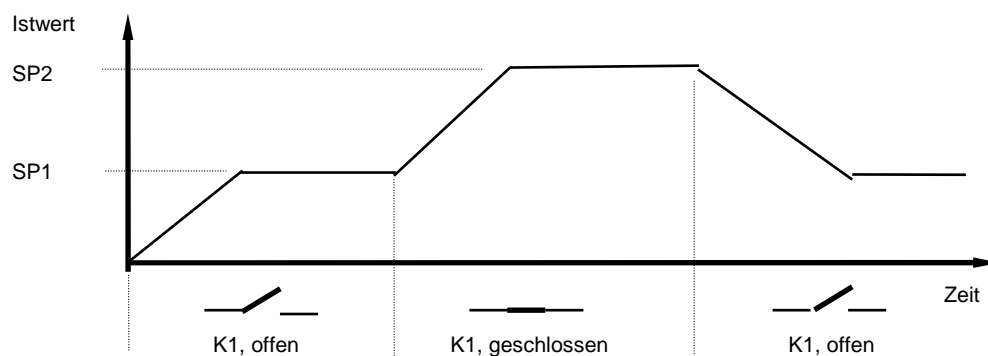 Istwert
SP2
SP1
Zeit
K1, offen
K1, geschlossen
K1, offen